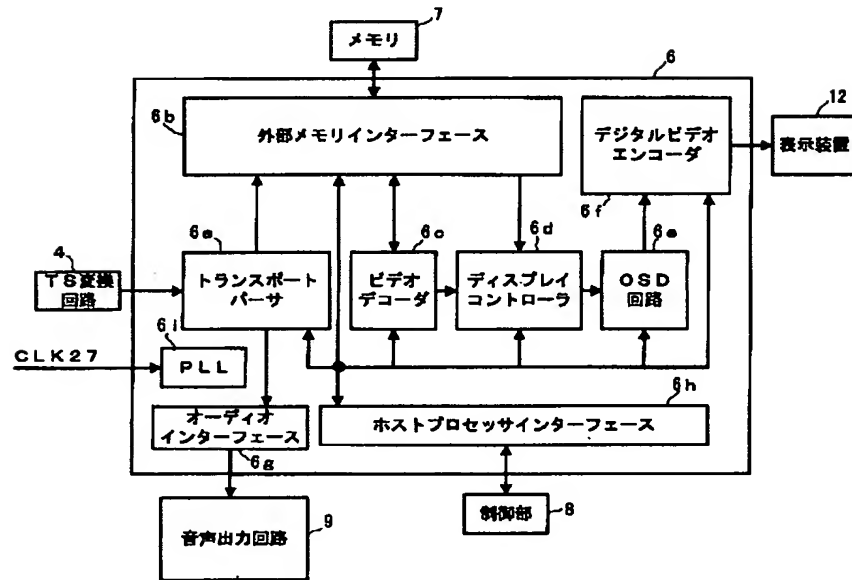 7
メモリ
6
6b
外部メモリインターフェース
デジタルビデオ
エンコーダ
6f
12
表示装置
4
TS変換
回路
6a
トランスポート
パーサ
6c
ビデオ
デコーダ
6d
ディスプレイ
コントローラ
6e
OSD
回路
CLK27
6i
PLL
オーディオ
インターフェース
6g
6h
ホストプロセッサインターフェース
音声出力回路
9
制御部
8